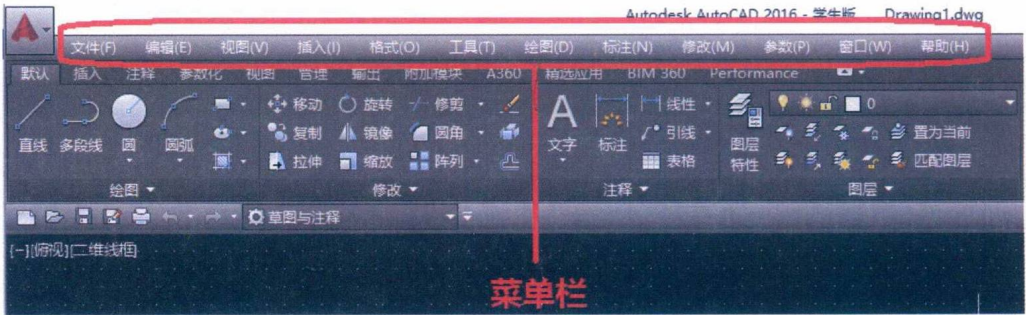 Autodesk AutoCAD 2016 - 学生版 Drawing1.dwg
文件(F) 编辑(E) 视图(V) 插入(I) 格式(O) 工具(T) 绘图(D) 标注(N) 修改(M) 参数(P) 窗口(W) 帮助(H)
默认 插入 注释 参数化 视图 管理 输出 附加模块 A360 精选应用 BIM 360 Performance
移动 旋转 修剪 线性 0
直线 多段线 圆 圆弧 复制 镜像 圆角 文字 标注 引线 图层特性 置为当前
拉伸 缩放 阵列 表格 匹配图层
绘图 修改 注释 图层
草图与注释
[-][俯视][二维线框]
菜单栏